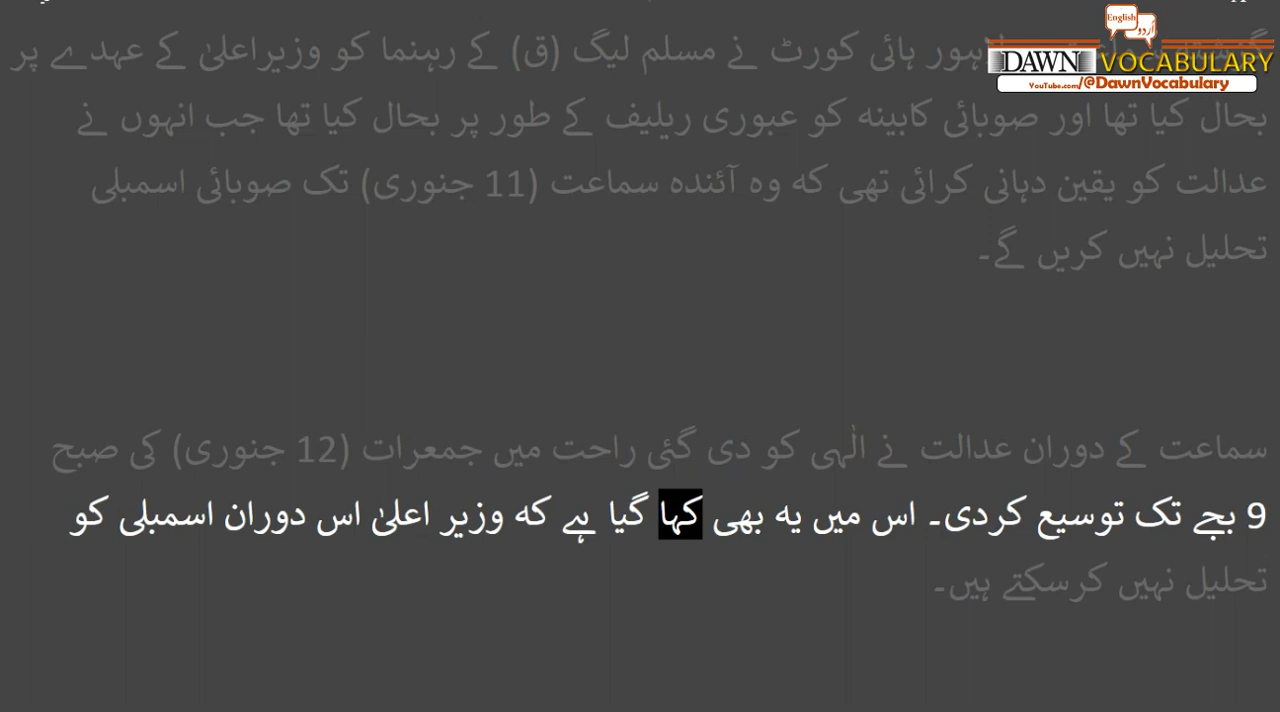 English
اُردو
DAWN VOCABULARY
YouTube.com/@DawnVocabulary
لاہور ہائی کورٹ نے مسلم لیگ (ق) کے رہنما کو وزیراعلیٰ کے عہدے پر
بحال کیا تھا اور صوبائی کابینہ کو عبوری ریلیف کے طور پر بحال کیا تھا جب انہوں نے
عدالت کو یقین دہانی کرائی تھی کہ وہ آئندہ سماعت (11 جنوری) تک صوبائی اسمبلی
تحلیل نہیں کریں گے۔
سماعت کے دوران عدالت نے الٰہی کو دی گئی راحت میں جمعرات (12 جنوری) کی صبح
9 بجے تک توسیع کردی۔ اس میں یہ بھی کہا گیا ہے کہ وزیر اعلیٰ اس دوران اسمبلی کو
تحلیل نہیں کرسکتے ہیں۔